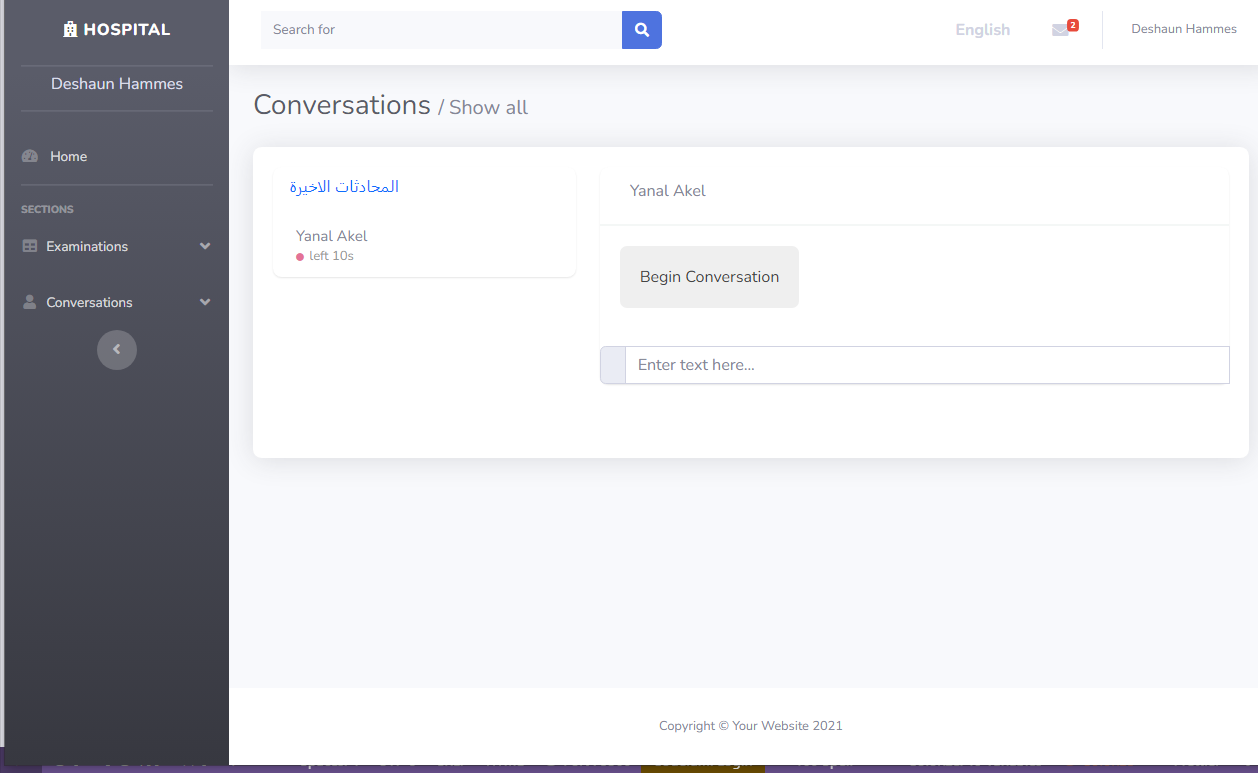 HOSPITAL
Deshaun Hammes
Home
SECTIONS
Examinations
Conversations
Search for
English
2
Deshaun Hammes
Conversations / Show all
المحادثات الاخيرة
Yanal Akel
left 10s
Yanal Akel
Begin Conversation
Enter text here...
Copyright © Your Website 2021